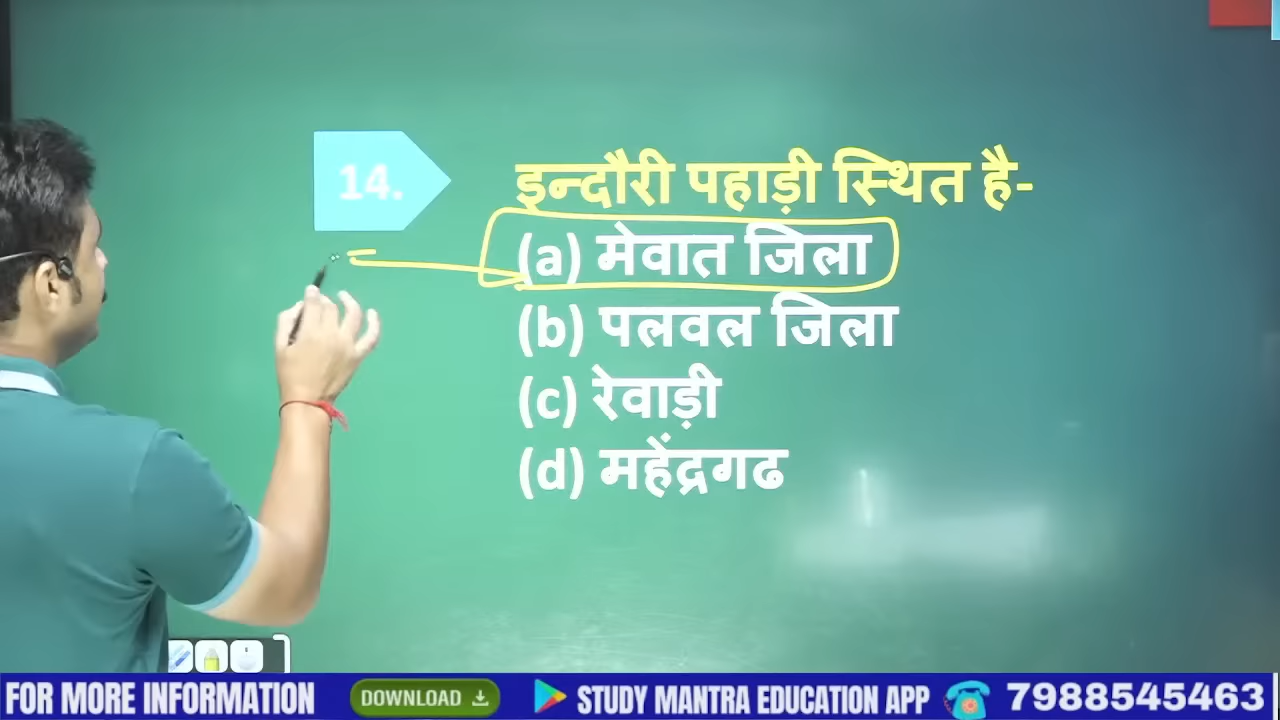 14.
इन्दौरी पहाड़ी स्थित है-
(a) मेवात जिला
(b) पलवल जिला
(c) रेवाड़ी
(d) महेंद्रगढ
FOR MORE INFORMATION DOWNLOAD STUDY MANTRA EDUCATION APP 7988545463